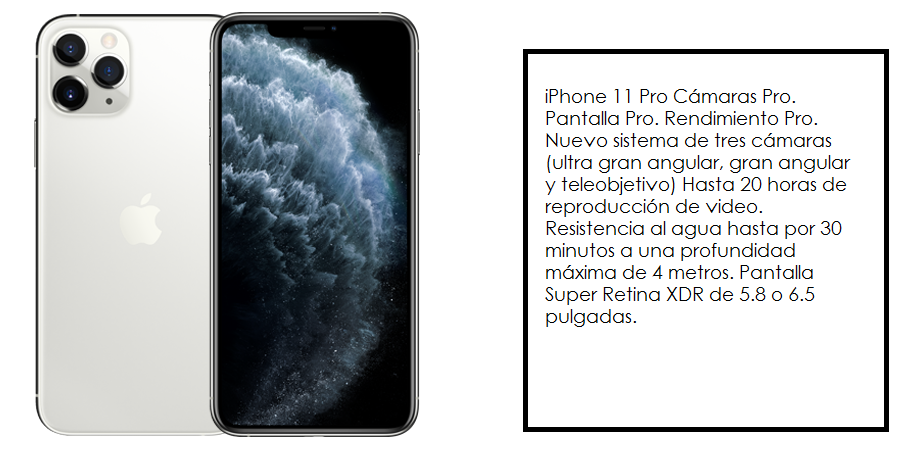 iPhone 11 Pro Cámaras Pro.
Pantalla Pro. Rendimiento Pro.
Nuevo sistema de tres cámaras
(ultra gran angular, gran angular
y teleobjetivo) Hasta 20 horas de
reproducción de video.
Resistencia al agua hasta por 30
minutos a una profundidad
máxima de 4 metros. Pantalla
Super Retina XDR de 5.8 o 6.5
pulgadas.